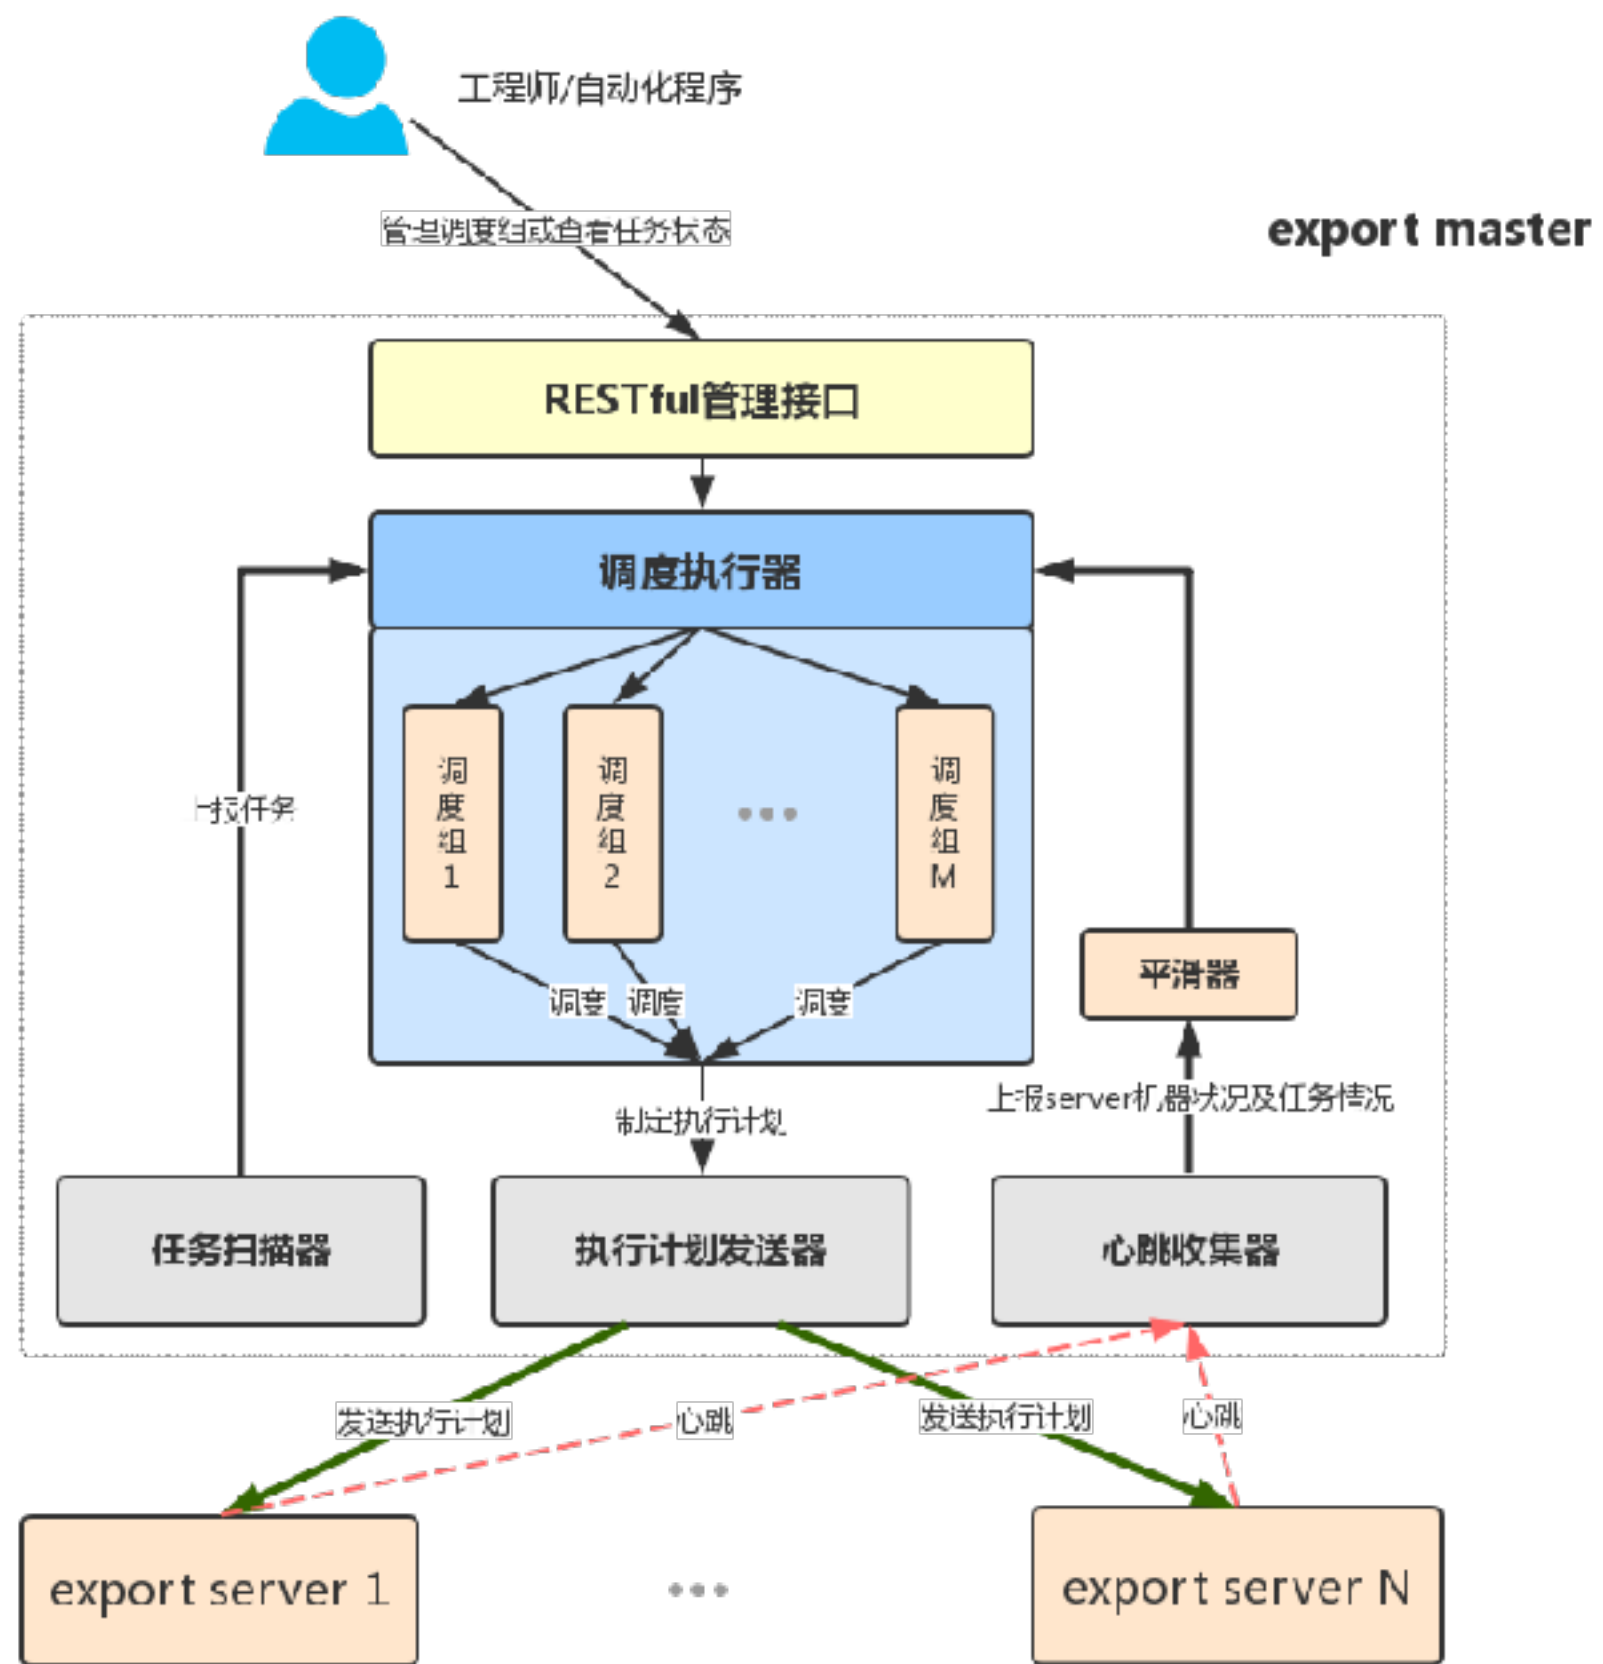 工程师/自动化程序
管理调度组或查看任务状态
export master
RESTful管理接口
调度执行器
上报任务
调
度
组
1
调
度
组
2
调
度
组
M
调度
调度
调度
平滑器
上报server机器状况及任务情况
制定执行计划
任务扫描器
执行计划发送器
心跳收集器
发送执行计划
心跳
发送执行计划
心跳
export server 1
export server N